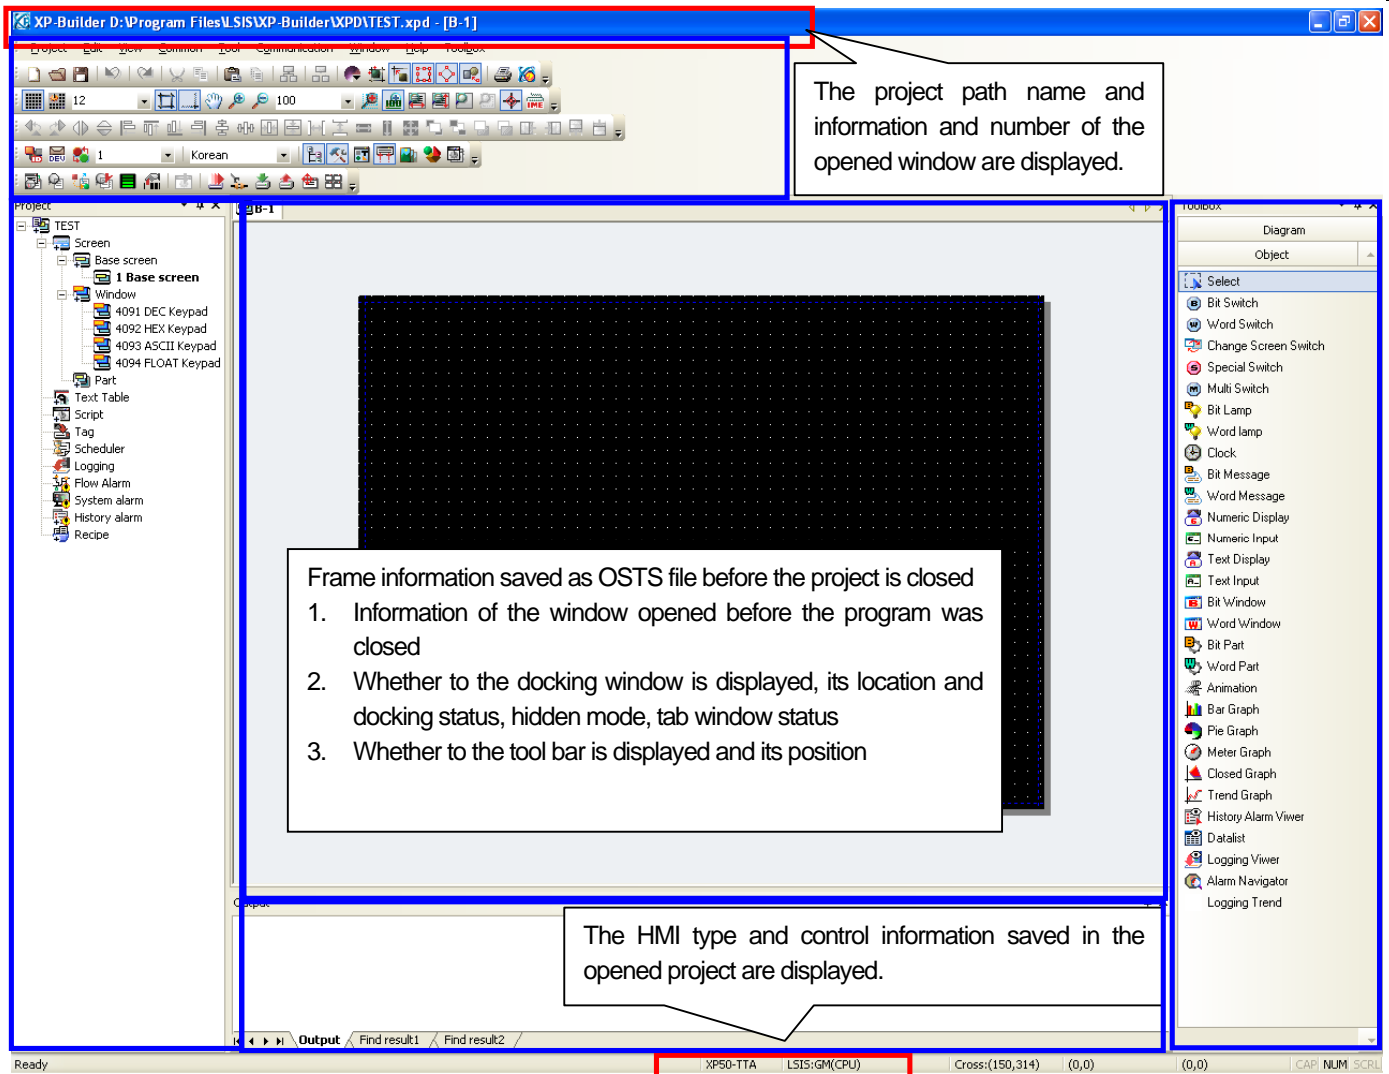 XP-Builder D:\Program Files\LSIS\XP-Builder\XPD\TEST.xpd - [B-1]
Project Edit View Common Tool Communication Window Help Toolbox
12
100
1
Korean
The project path name and
information and number of the
opened window are displayed.
Project
TEST
Screen
Base screen
1 Base screen
Window
4091 DEC Keypad
4092 HEX Keypad
4093 ASCII Keypad
4094 FLOAT Keypad
Part
Text Table
Script
Tag
Scheduler
Logging
Flow Alarm
System alarm
History alarm
Recipe
B-1
Frame information saved as OSTS file before the project is closed
1. Information of the window opened before the program was
closed
2. Whether to the docking window is displayed, its location and
docking status, hidden mode, tab window status
3. Whether to the tool bar is displayed and its position
Toolbox
Diagram
Object
Select
Bit Switch
Word Switch
Change Screen Switch
Special Switch
Multi Switch
Bit Lamp
Word lamp
Clock
Bit Message
Word Message
Numeric Display
Numeric Input
Text Display
Text Input
Bit Window
Word Window
Bit Part
Word Part
Animation
Bar Graph
Pie Graph
Meter Graph
Closed Graph
Trend Graph
History Alarm Viwer
Datalist
Logging Viwer
Alarm Navigator
Logging Trend
Output
The HMI type and control information saved in the
opened project are displayed.
Output Find result1 Find result2
Ready XP50-TTA LSIS:GM(CPU) Cross:(150,314) (0,0) (0,0) CAP NUM SCRL